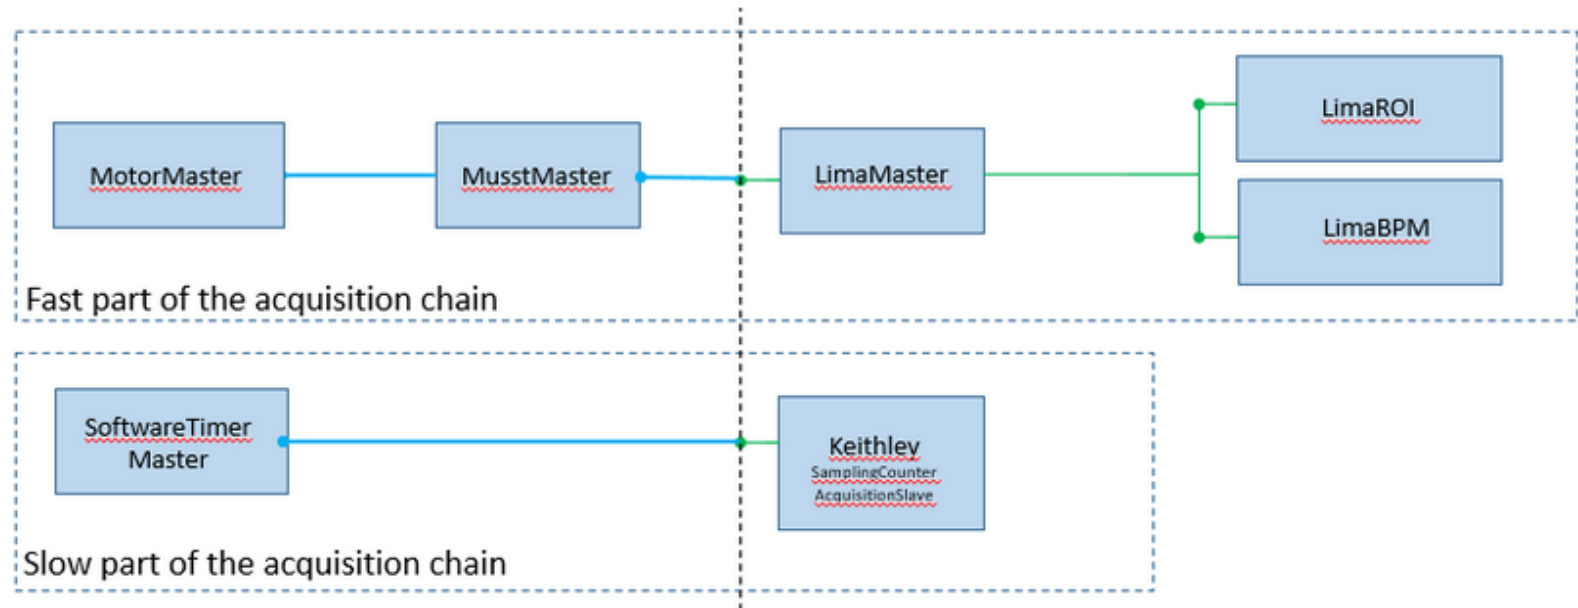 MotorMaster
MusstMaster
LimaMaster
LimaROI
LimaBPM
Fast part of the acquisition chain
SoftwareTimer
Master
Keithley
SamplingCounter
AcquisitionSlave
Slow part of the acquisition chain